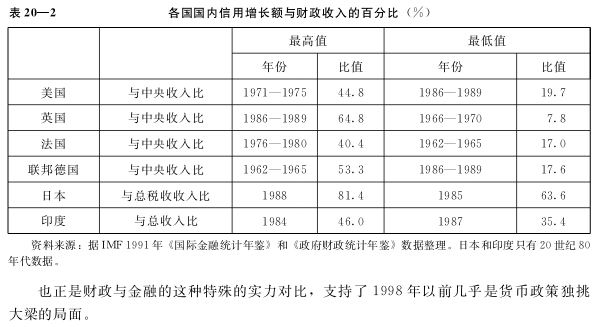 表 20—2 各国国内信用增长额与财政收入的百分比（%）
最高值 最低值
年份 比值 年份 比值
美国 与中央收入比 1971—1975 44.8 1986—1989 19.7
英国 与中央收入比 1986—1989 64.8 1966—1970 7.8
法国 与中央收入比 1976—1980 40.4 1962—1965 17.0
联邦德国 与中央收入比 1962—1965 53.3 1986—1989 17.6
日本 与总税收收入比 1988 81.4 1985 63.6
印度 与总收入比 1984 46.0 1987 35.4
资料来源：据 IMF 1991 年《国际金融统计年鉴》和《政府财政统计年鉴》数据整理。日本和印度只有 20 世纪 80
年代数据。
也正是财政与金融的这种特殊的实力对比，支持了 1998 年以前几乎是货币政策独挑
大梁的局面。